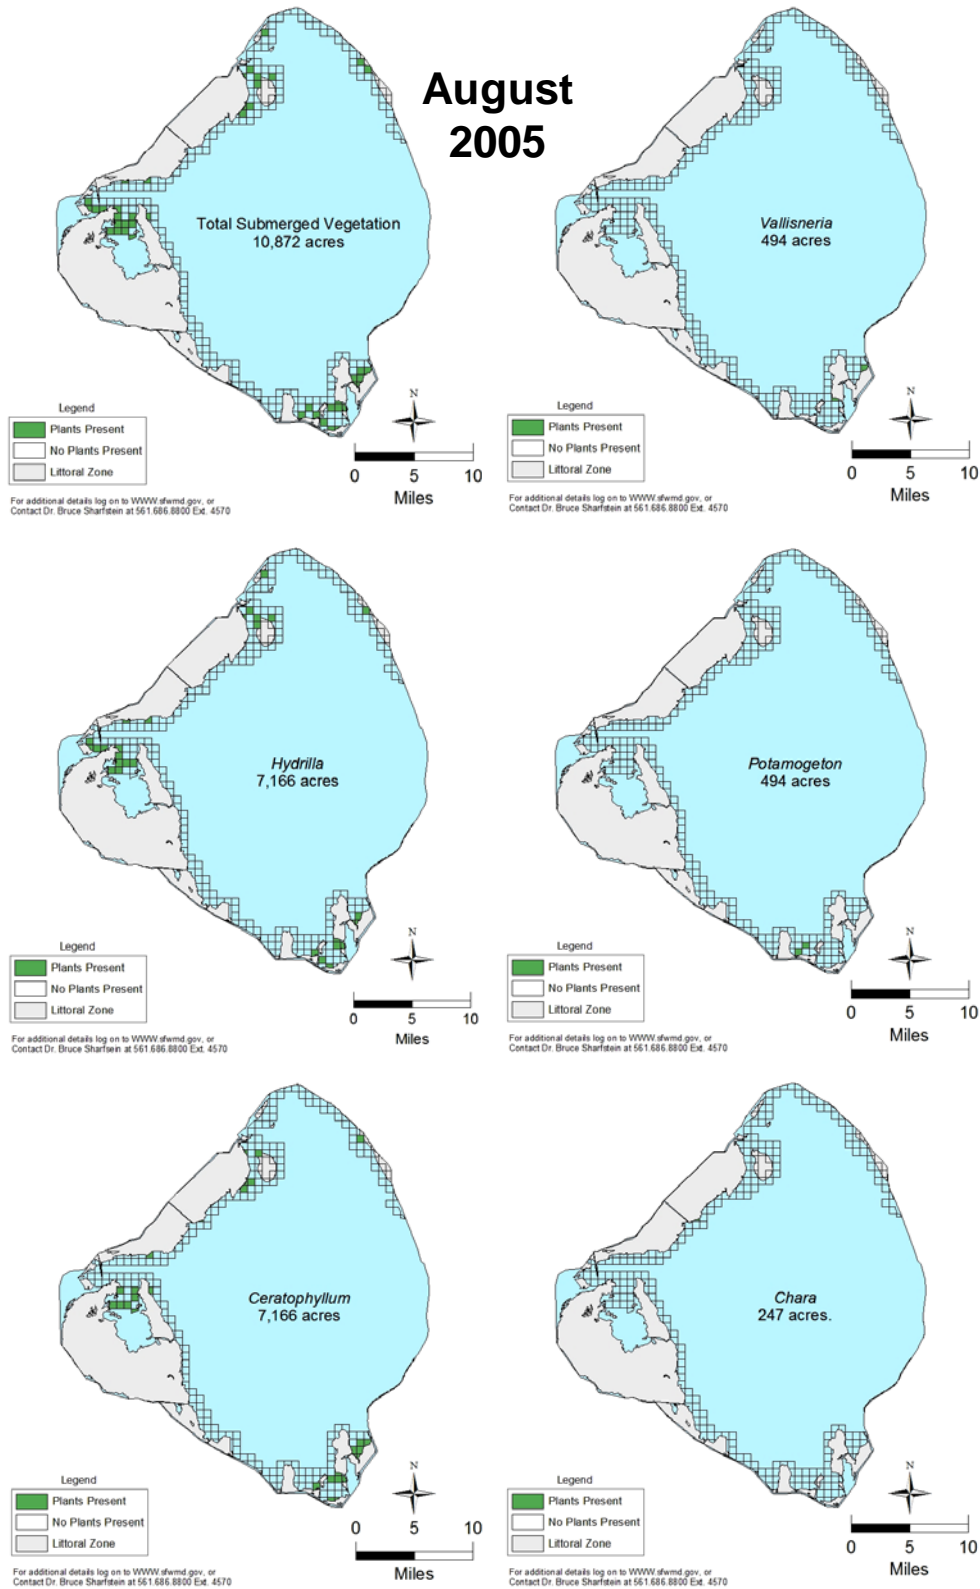 August
2005
Total Submerged Vegetation
10,872 acres
N
Legend
Plants Present
No Plants Present
Littoral Zone
0 5 10
Miles
For additional details log on to WWW.sfwmd.gov, or
Contact Dr. Bruce Sharfstein at 561.686.8800 Ext. 4570
Vallisneria
494 acres
N
Legend
Plants Present
No Plants Present
Littoral Zone
0 5 10
Miles
For additional details log on to WWW.sfwmd.gov, or
Contact Dr. Bruce Sharfstein at 561.686.8800 Ext. 4570
Hydrilla
7,166 acres
N
Legend
Plants Present
No Plants Present
Littoral Zone
0 5 10
Miles
For additional details log on to WWW.sfwmd.gov, or
Contact Dr. Bruce Sharfsein at 561.686.8800 Ext. 4570
Potamogeton
494 acres
N
Legend
Plants Present
No Plants Present
Littoral Zone
0 5 10
Miles
For additional details log on to WWW.sfwmd.gov, or
Contact Dr. Bruce Sharfstein at 561.686.8800 Ext. 4570
Ceratophyllum
7,166 acres
N
Legend
Plants Present
No Plants Present
Littoral Zone
0 5 10
Miles
For additional details log on to WWW.sfwmd.gov, or
Contact Dr. Bruce Sharfstein at 561.686.8800 Ext. 4570
Chara
247 acres.
N
Legend
Plants Present
No Plants Present
Littoral Zone
0 5 10
Miles
For additional details log on to WWW.sfwmd.gov, or
Contact Dr. Bruce Sharfstein at 561.686.8800 Ext. 4570